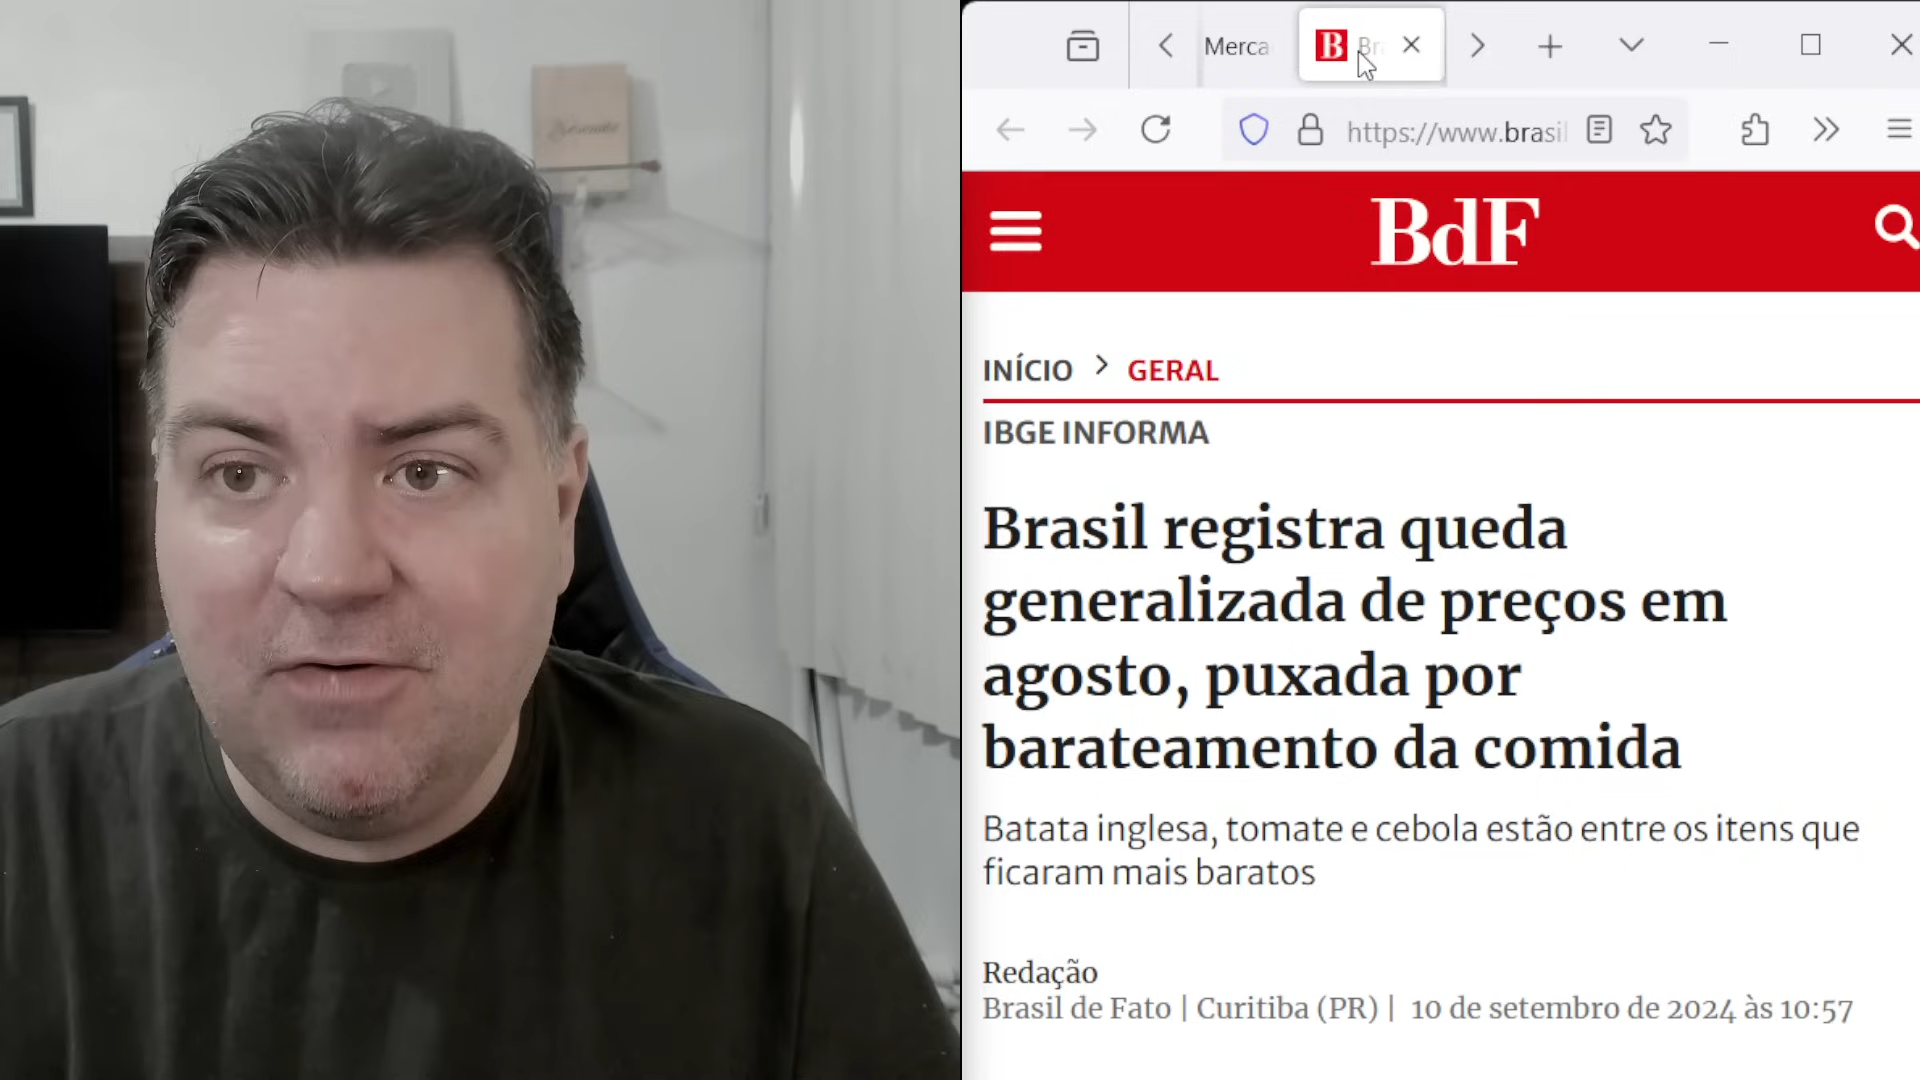 Merca
Br
https://www.brasil
BdF
INÍCIO > GERAL
IBGE INFORMA
Brasil registra queda
generalizada de preços em
agosto, puxada por
barateamento da comida
Batata inglesa, tomate e cebola estão entre os itens que
ficaram mais baratos
Redação
Brasil de Fato | Curitiba (PR) | 10 de setembro de 2024 às 10:57